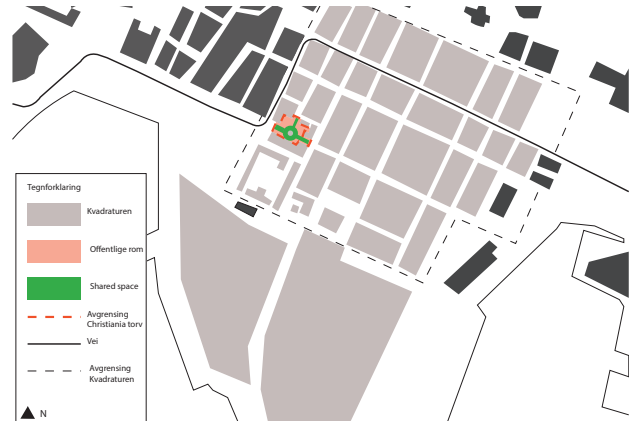 Tegnforklaring
Kvadraturen
Offentlige rom
Shared space
Avgrensing
Christiania torv
Vei
Avgrensing
Kvadraturen
N